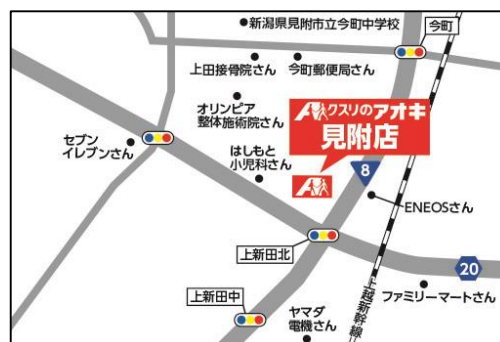 新潟県見附市立今町中学校
今町
上田接骨院さん
今町郵便局さん
オリンピア
整体施術院さん
クスリのアオキ
見附店
セブン
イレブンさん
はしもと
小児科さん
8
ENEOSさん
上新田北
20
上新田中
ファミリーマートさん
ヤマダ
電機さん
上越新幹線